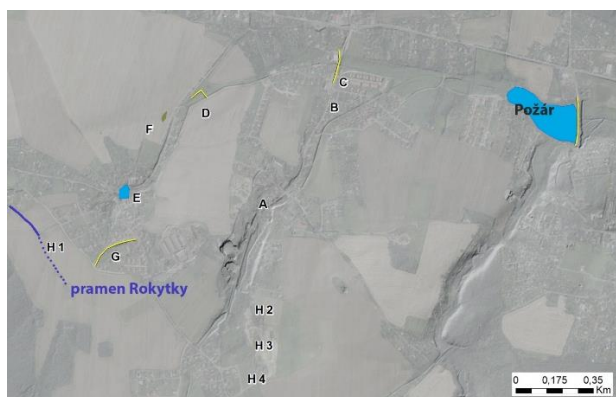 C
Požár
B
D
F
E
A
H 1
G
pramen Rokytky
H 2
H 3
H 4
0 0,175 0,35
Km